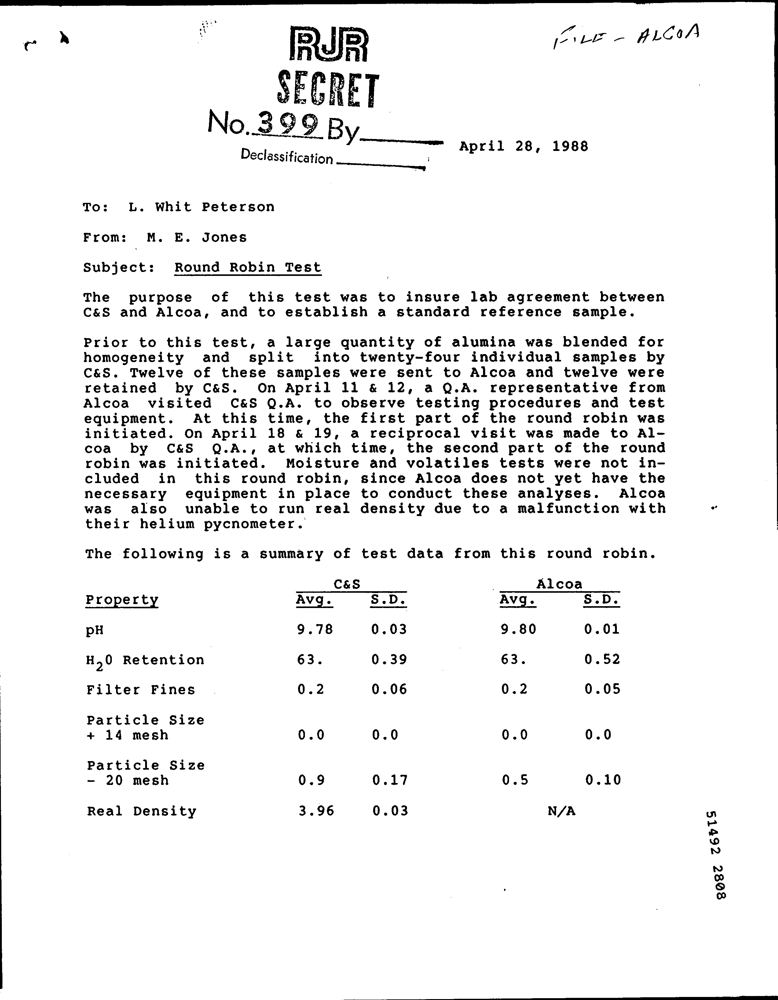 FILE - ALCOA
RJR
SECRET
No. 399 By
Declassification
April 28, 1988
To: L. Whit Peterson
From: M. E. Jones
Subject: Round Robin Test
The purpose of this test was to insure lab agreement between
C&S and Alcoa, and to establish a standard reference sample.
Prior to this test, a large quantity of alumina was blended for
homogeneity and split into twenty-four individual samples by
C&S. Twelve of these samples were sent to Alcoa and twelve were
retained by C&S. On April 11 & 12, a Q.A. representative from
Alcoa visited C&S Q.A. to observe testing procedures and test
equipment. At this time, the first part of the round robin was
initiated. On April 18 & 19, a reciprocal visit was made to Al-
coa by C&S Q.A., at which time, the second part of the round
robin was initiated. Moisture and volatiles tests were not in-
cluded in this round robin, since Alcoa does not yet have the
necessary equipment in place to conduct these analyses. Alcoa
was also unable to run real density due to a malfunction with
their helium pycnometer.
The following is a summary of test data from this round robin.
C&S Alcoa
Property Avg. S.D. Avg. S.D.
pH 9.78 0.03 9.80 0.01
H₂0 Retention 63. 0.39 63. 0.52
Filter Fines 0.2 0.06 0.2 0.05
Particle Size
+ 14 mesh 0.0 0.0 0.0 0.0
Particle Size
- 20 mesh 0.9 0.17 0.5 0.10
Real Density 3.96 0.03 N/A
51492 2808